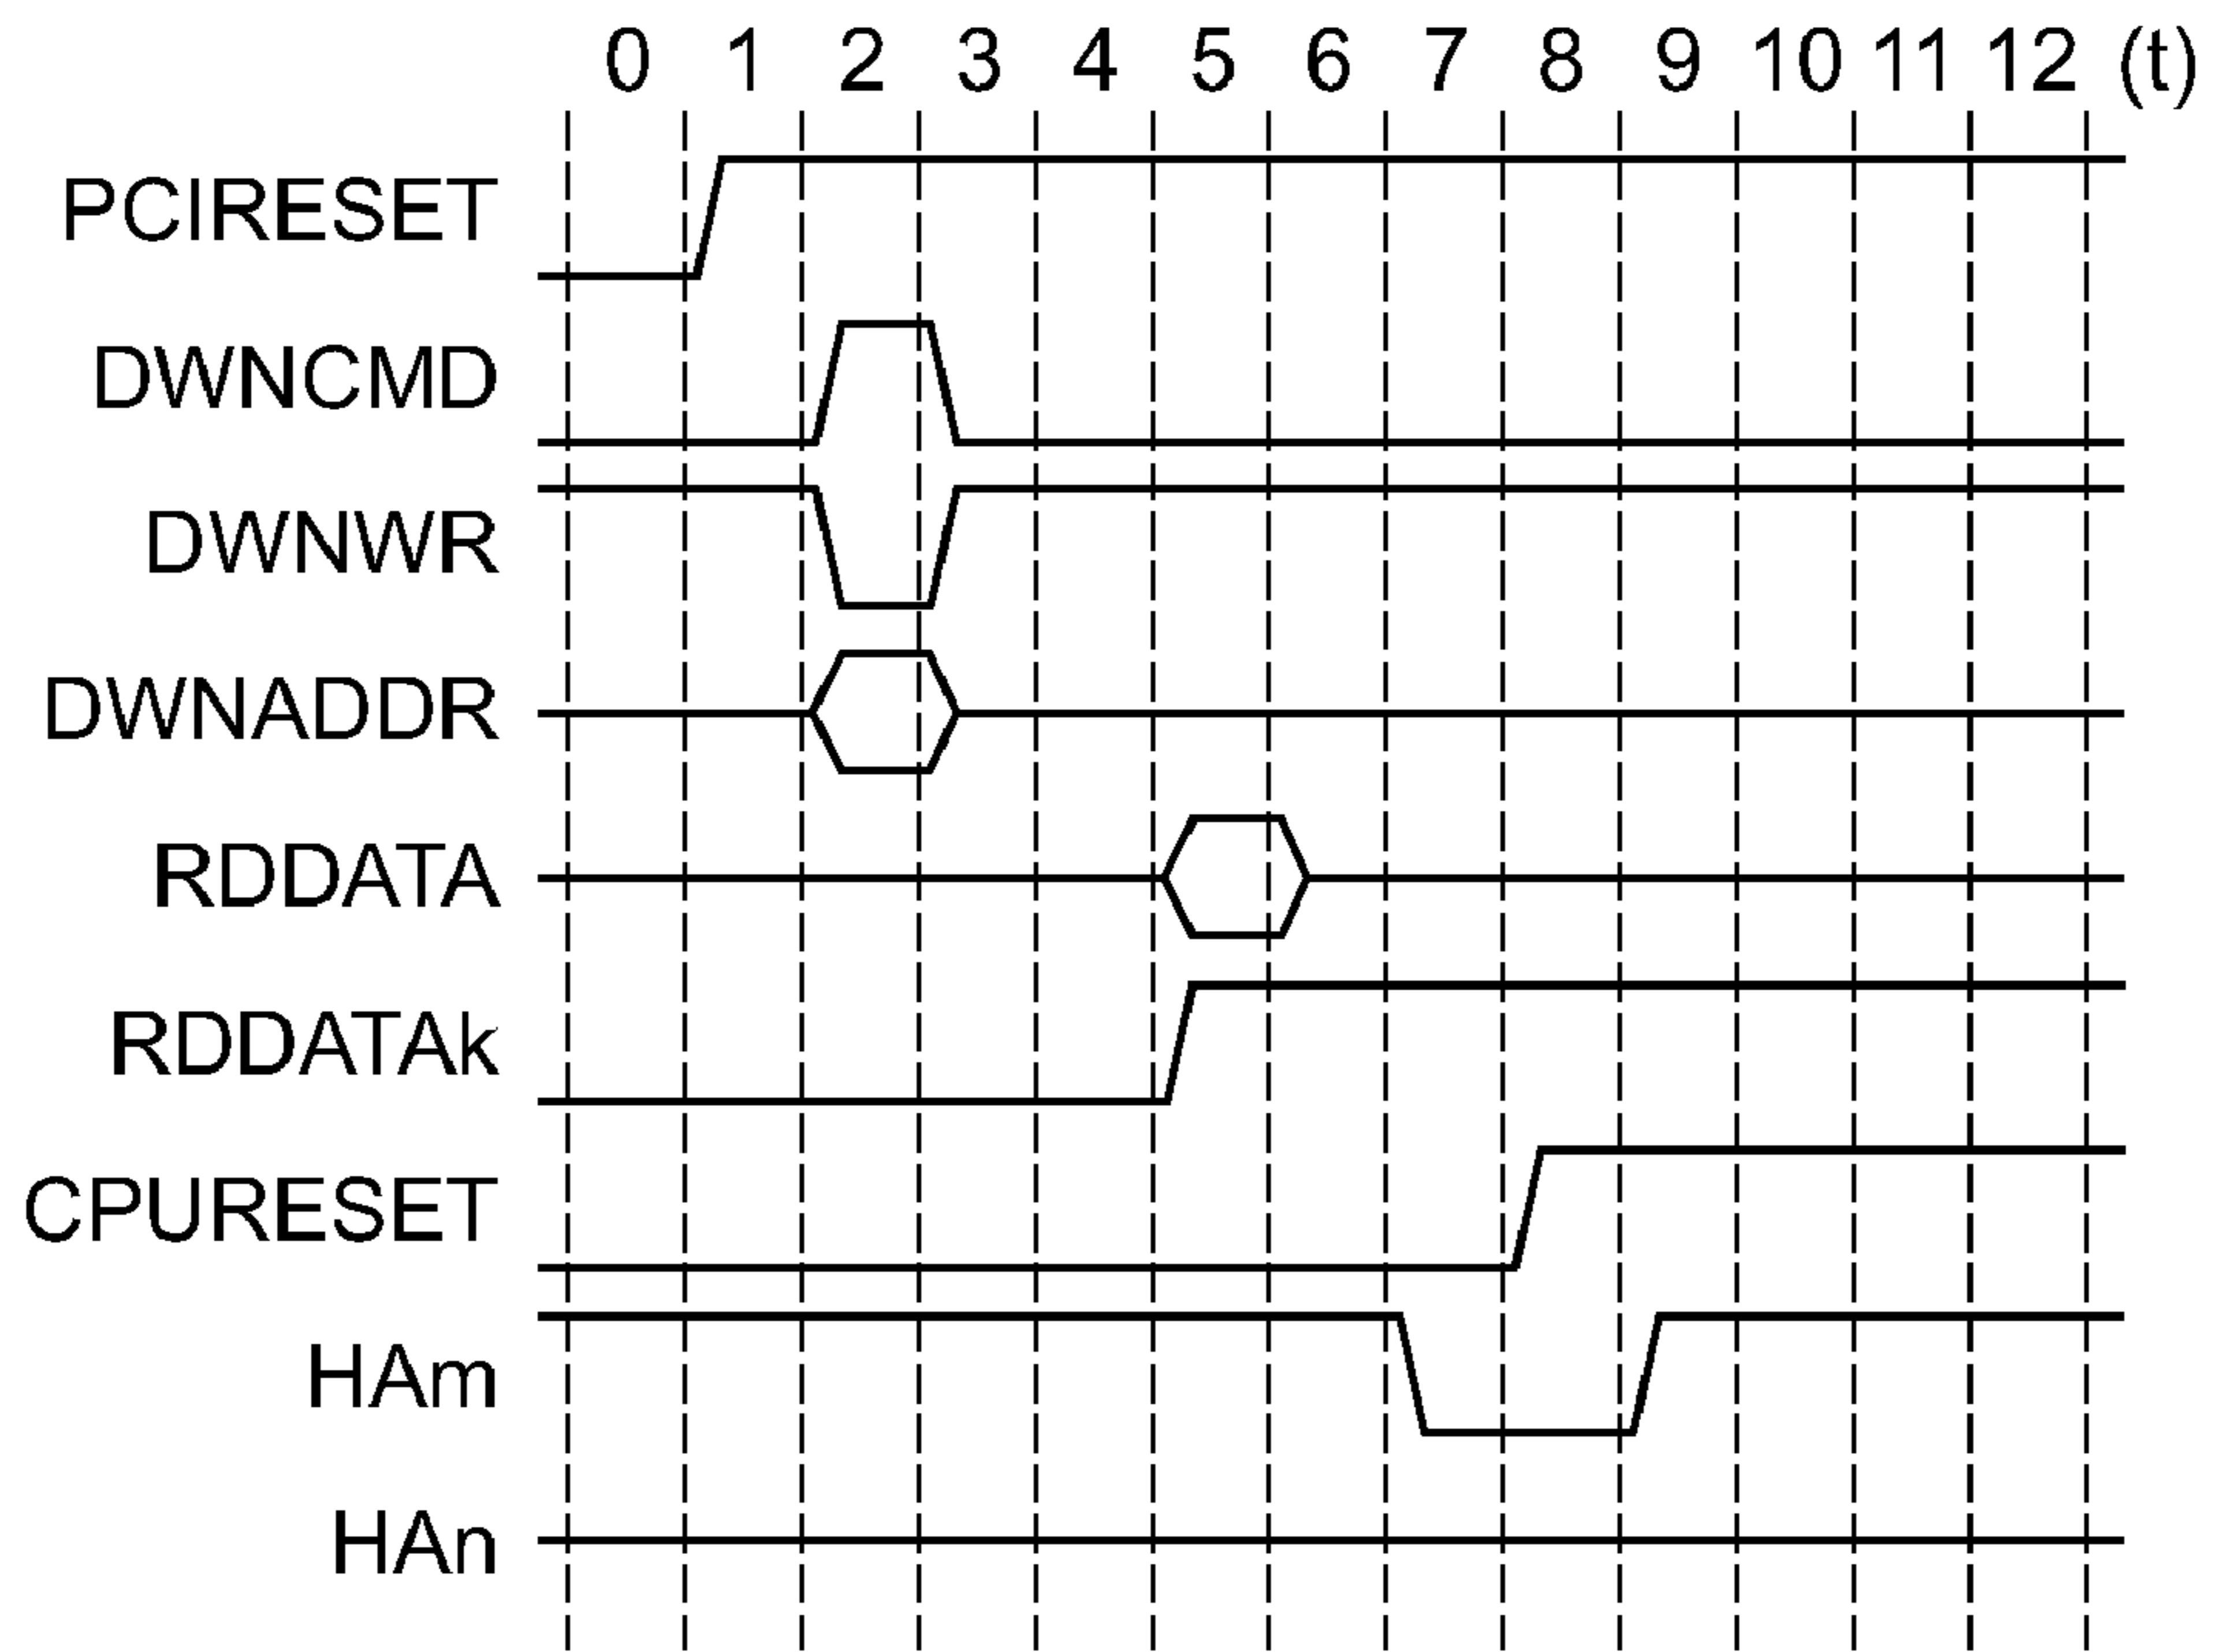 0 1 2 3 4 5 6 7 8 9 10 11 12 (t)
PCIRESET
DWNCMD
DWNWR
DWNADDR
RDDATA
RDDATAk
CPURESET
HAm
HAn